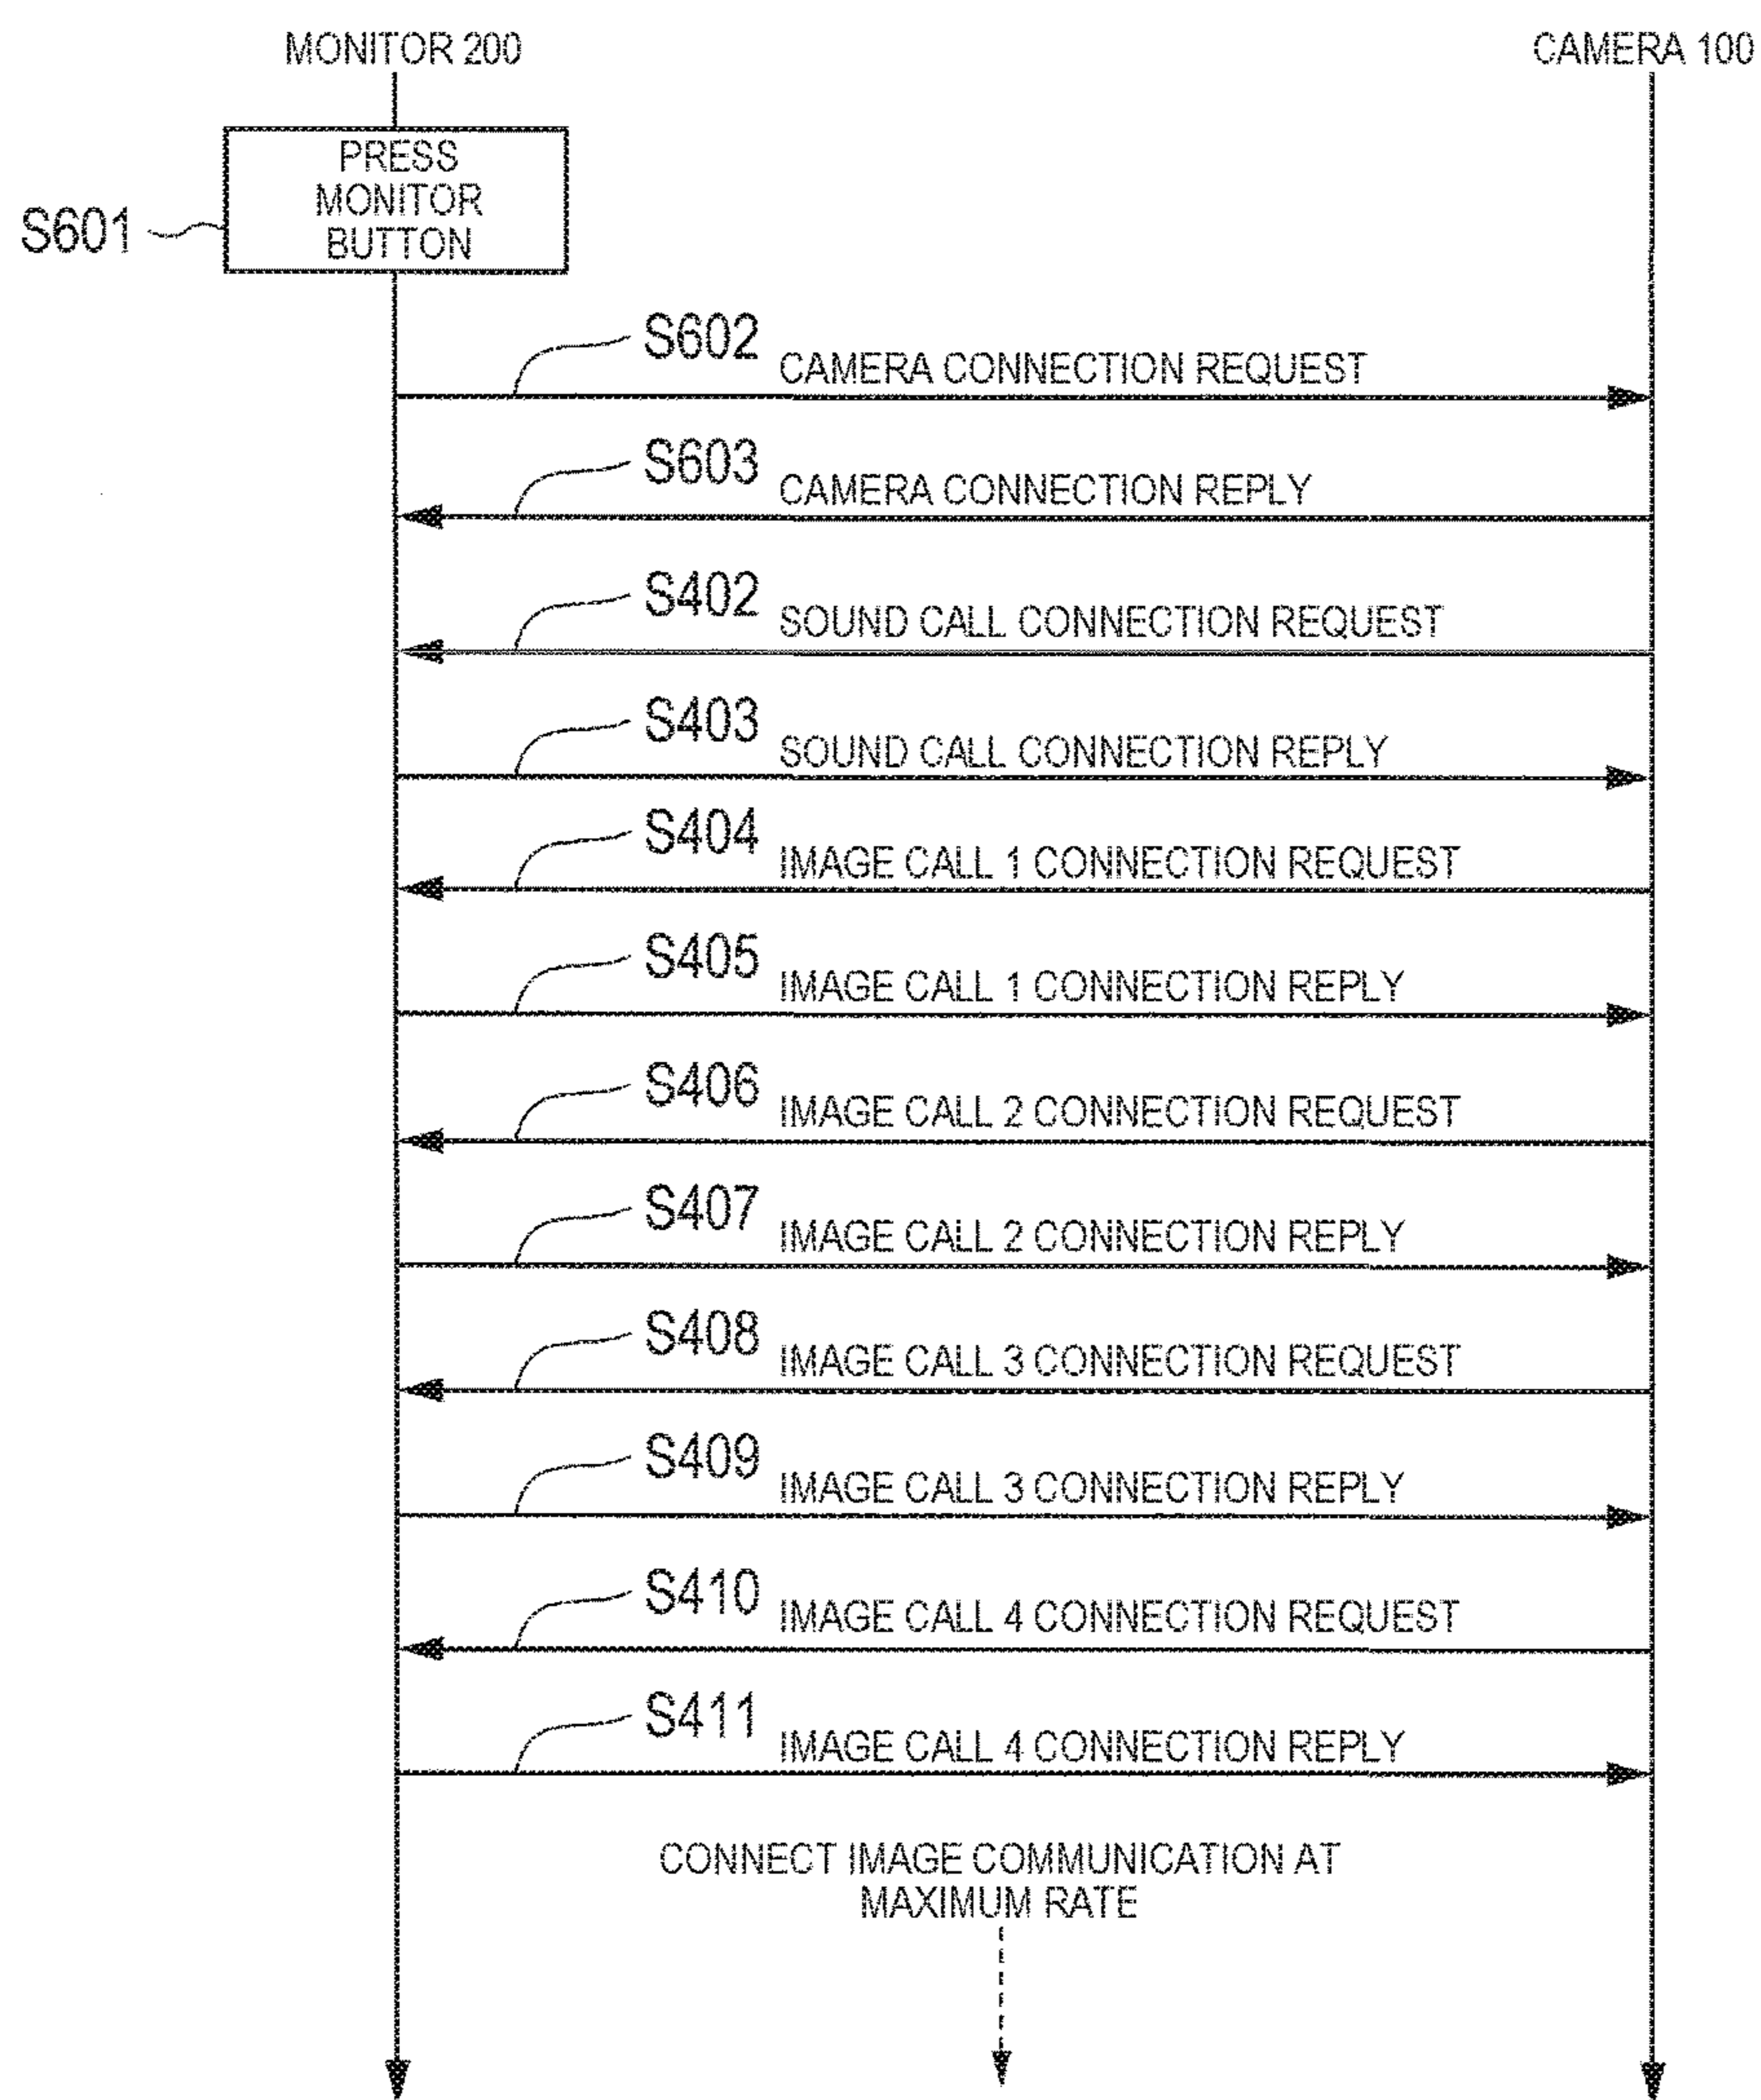 MONITOR 200
CAMERA 100
PRESS
MONITOR
BUTTON
S601
S602
CAMERA CONNECTION REQUEST
S603
CAMERA CONNECTION REPLY
S402
SOUND CALL CONNECTION REQUEST
S403
SOUND CALL CONNECTION REPLY
S404
IMAGE CALL 1 CONNECTION REQUEST
S405
IMAGE CALL 1 CONNECTION REPLY
S406
IMAGE CALL 2 CONNECTION REQUEST
S407
IMAGE CALL 2 CONNECTION REPLY
S408
IMAGE CALL 3 CONNECTION REQUEST
S409
IMAGE CALL 3 CONNECTION REPLY
S410
IMAGE CALL 4 CONNECTION REQUEST
S411
IMAGE CALL 4 CONNECTION REPLY
CONNECT IMAGE COMMUNICATION AT
MAXIMUM RATE